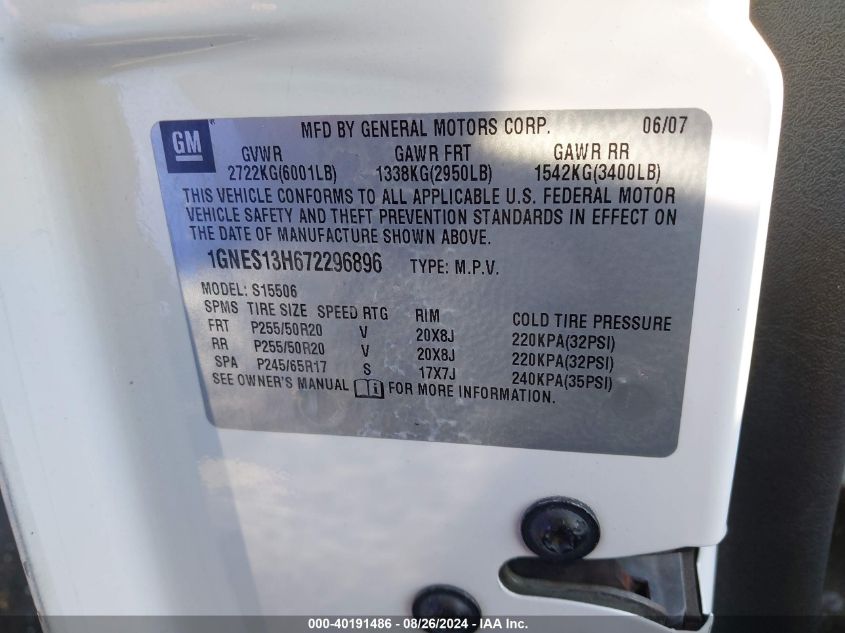 GM
MFD BY GENERAL MOTORS CORP. 06/07
GVWR GAWR FRT GAWR RR
2722KG(6001LB) 1338KG(2950LB) 1542KG(3400LB)
THIS VEHICLE CONFORMS TO ALL APPLICABLE U.S. FEDERAL MOTOR
VEHICLE SAFETY AND THEFT PREVENTION STANDARDS IN EFFECT ON
THE DATE OF MANUFACTURE SHOWN ABOVE.
1GNES13H672296896 TYPE: M.P.V.
MODEL: S15506
SPMS TIRE SIZE SPEED RTG RIM COLD TIRE PRESSURE
FRT P255/50R20 V 20X8J 220KPA(32PSI)
RR P255/50R20 V 20X8J 220KPA(32PSI)
SPA P245/65R17 S 17X7J 240KPA(35PSI)
SEE OWNER'S MANUAL FOR MORE INFORMATION.
000-40191486 - 08/26/2024 - IAA Inc.